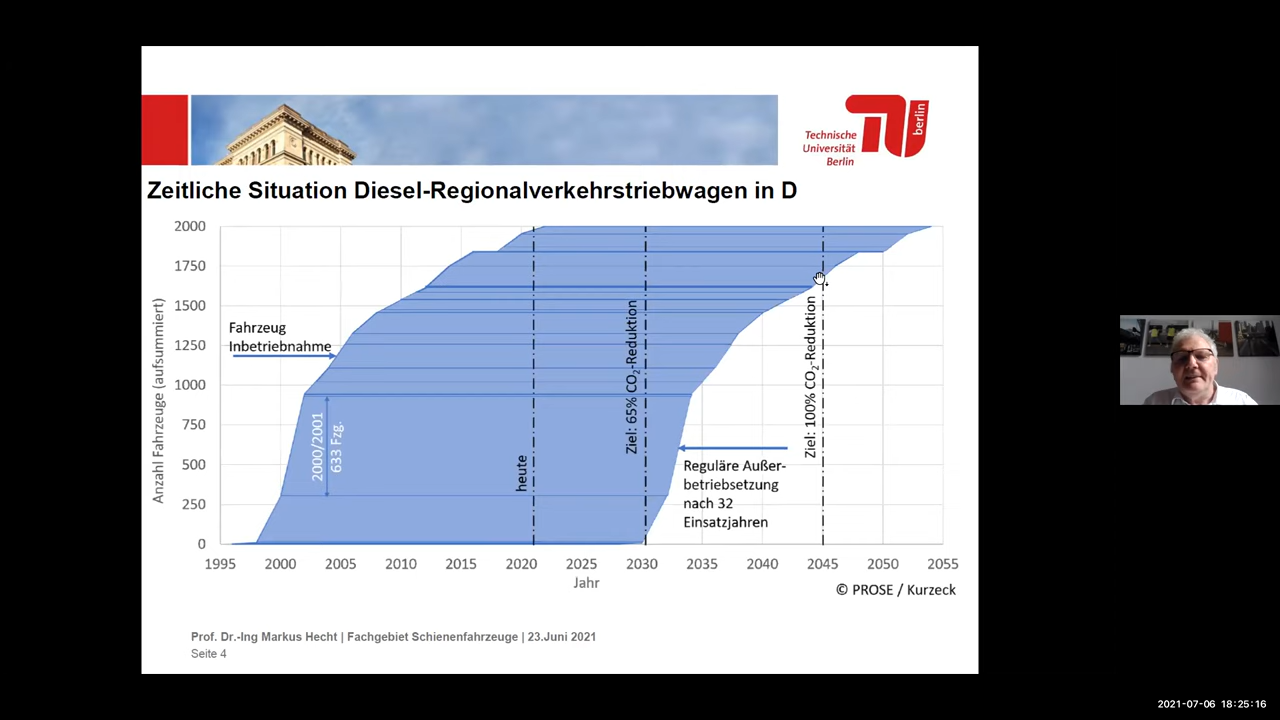 Technische
Universität
Berlin
berlin
Zeitliche Situation Diesel-Regionalverkehrstriebwagen in D
Anzahl Fahrzeuge (aufsummiert)
2000
1750
1500
1250
1000
750
500
250
0
Fahrzeug
Inbetriebnahme
2000/2001
633 Fzg.
heute
Ziel: 65% CO₂-Reduktion
Ziel: 100% CO₂-Reduktion
Reguläre Außer-
betriebsetzung
nach 32
Einsatzjahren
1995 2000 2005 2010 2015 2020 2025 2030 2035 2040 2045 2050 2055
Jahr
© PROSE / Kurzeck
Prof. Dr.-Ing Markus Hecht | Fachgebiet Schienenfahrzeuge | 23.Juni 2021
Seite 4
2021-07-06 18:25:16